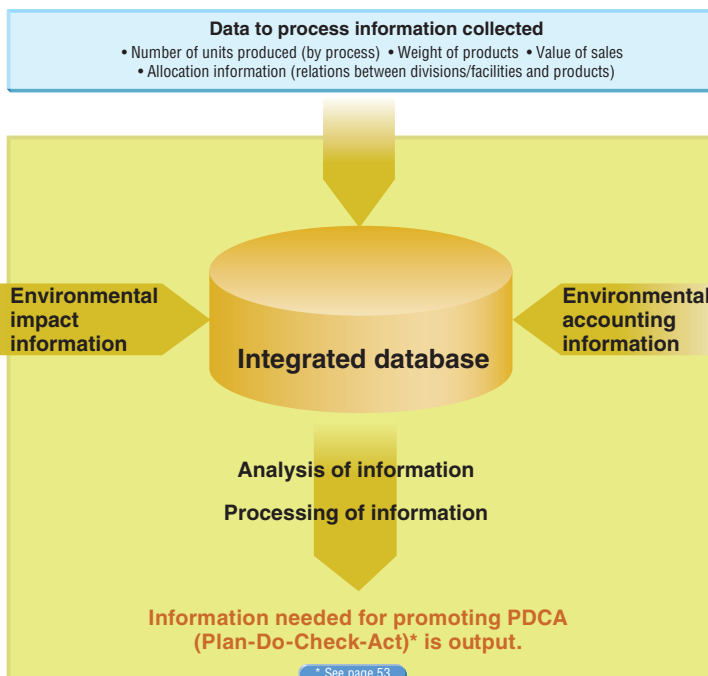 Data to process information collected
• Number of units produced (by process) • Weight of products • Value of sales
• Allocation information (relations between divisions/facilities and products)
Environmental
impact
information
Integrated database
Environmental
accounting
information
Analysis of information
Processing of information
Information needed for promoting PDCA
(Plan-Do-Check-Act)* is output.
* See page 53